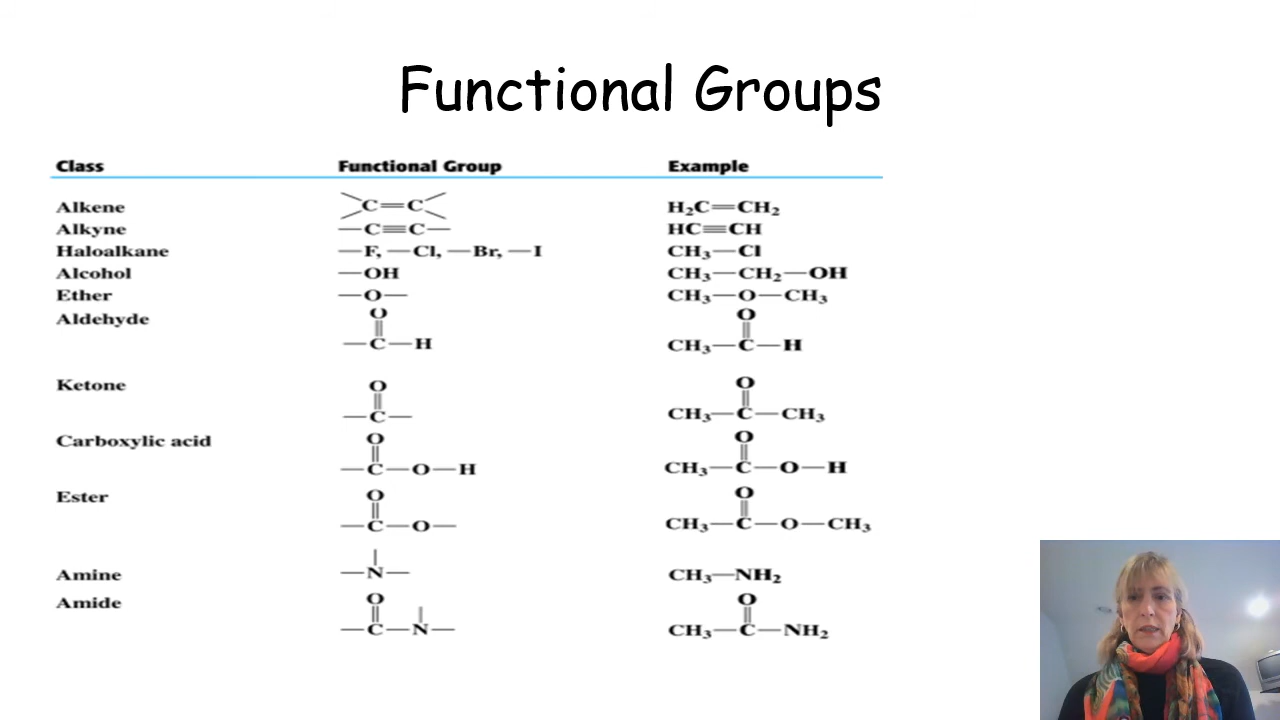 Functional Groups
Class Functional Group Example
Alkene C=C H₂C=CH₂
Alkyne —C≡C— HC≡CH
Haloalkane —F, —Cl, —Br, —I CH₃—Cl
Alcohol —OH CH₃—CH₂—OH
Ether —O— CH₃—O—CH₃
O O
Aldehyde
—C—H CH₃—C—H
O O
Ketone
—C— CH₃—C—CH₃
O O
Carboxylic acid
—C—O—H CH₃—C—O—H
O O
Ester
—C—O— CH₃—C—O—CH₃
Amine —N— CH₃—NH₂
O O
Amide
—C—N— CH₃—C—NH₂